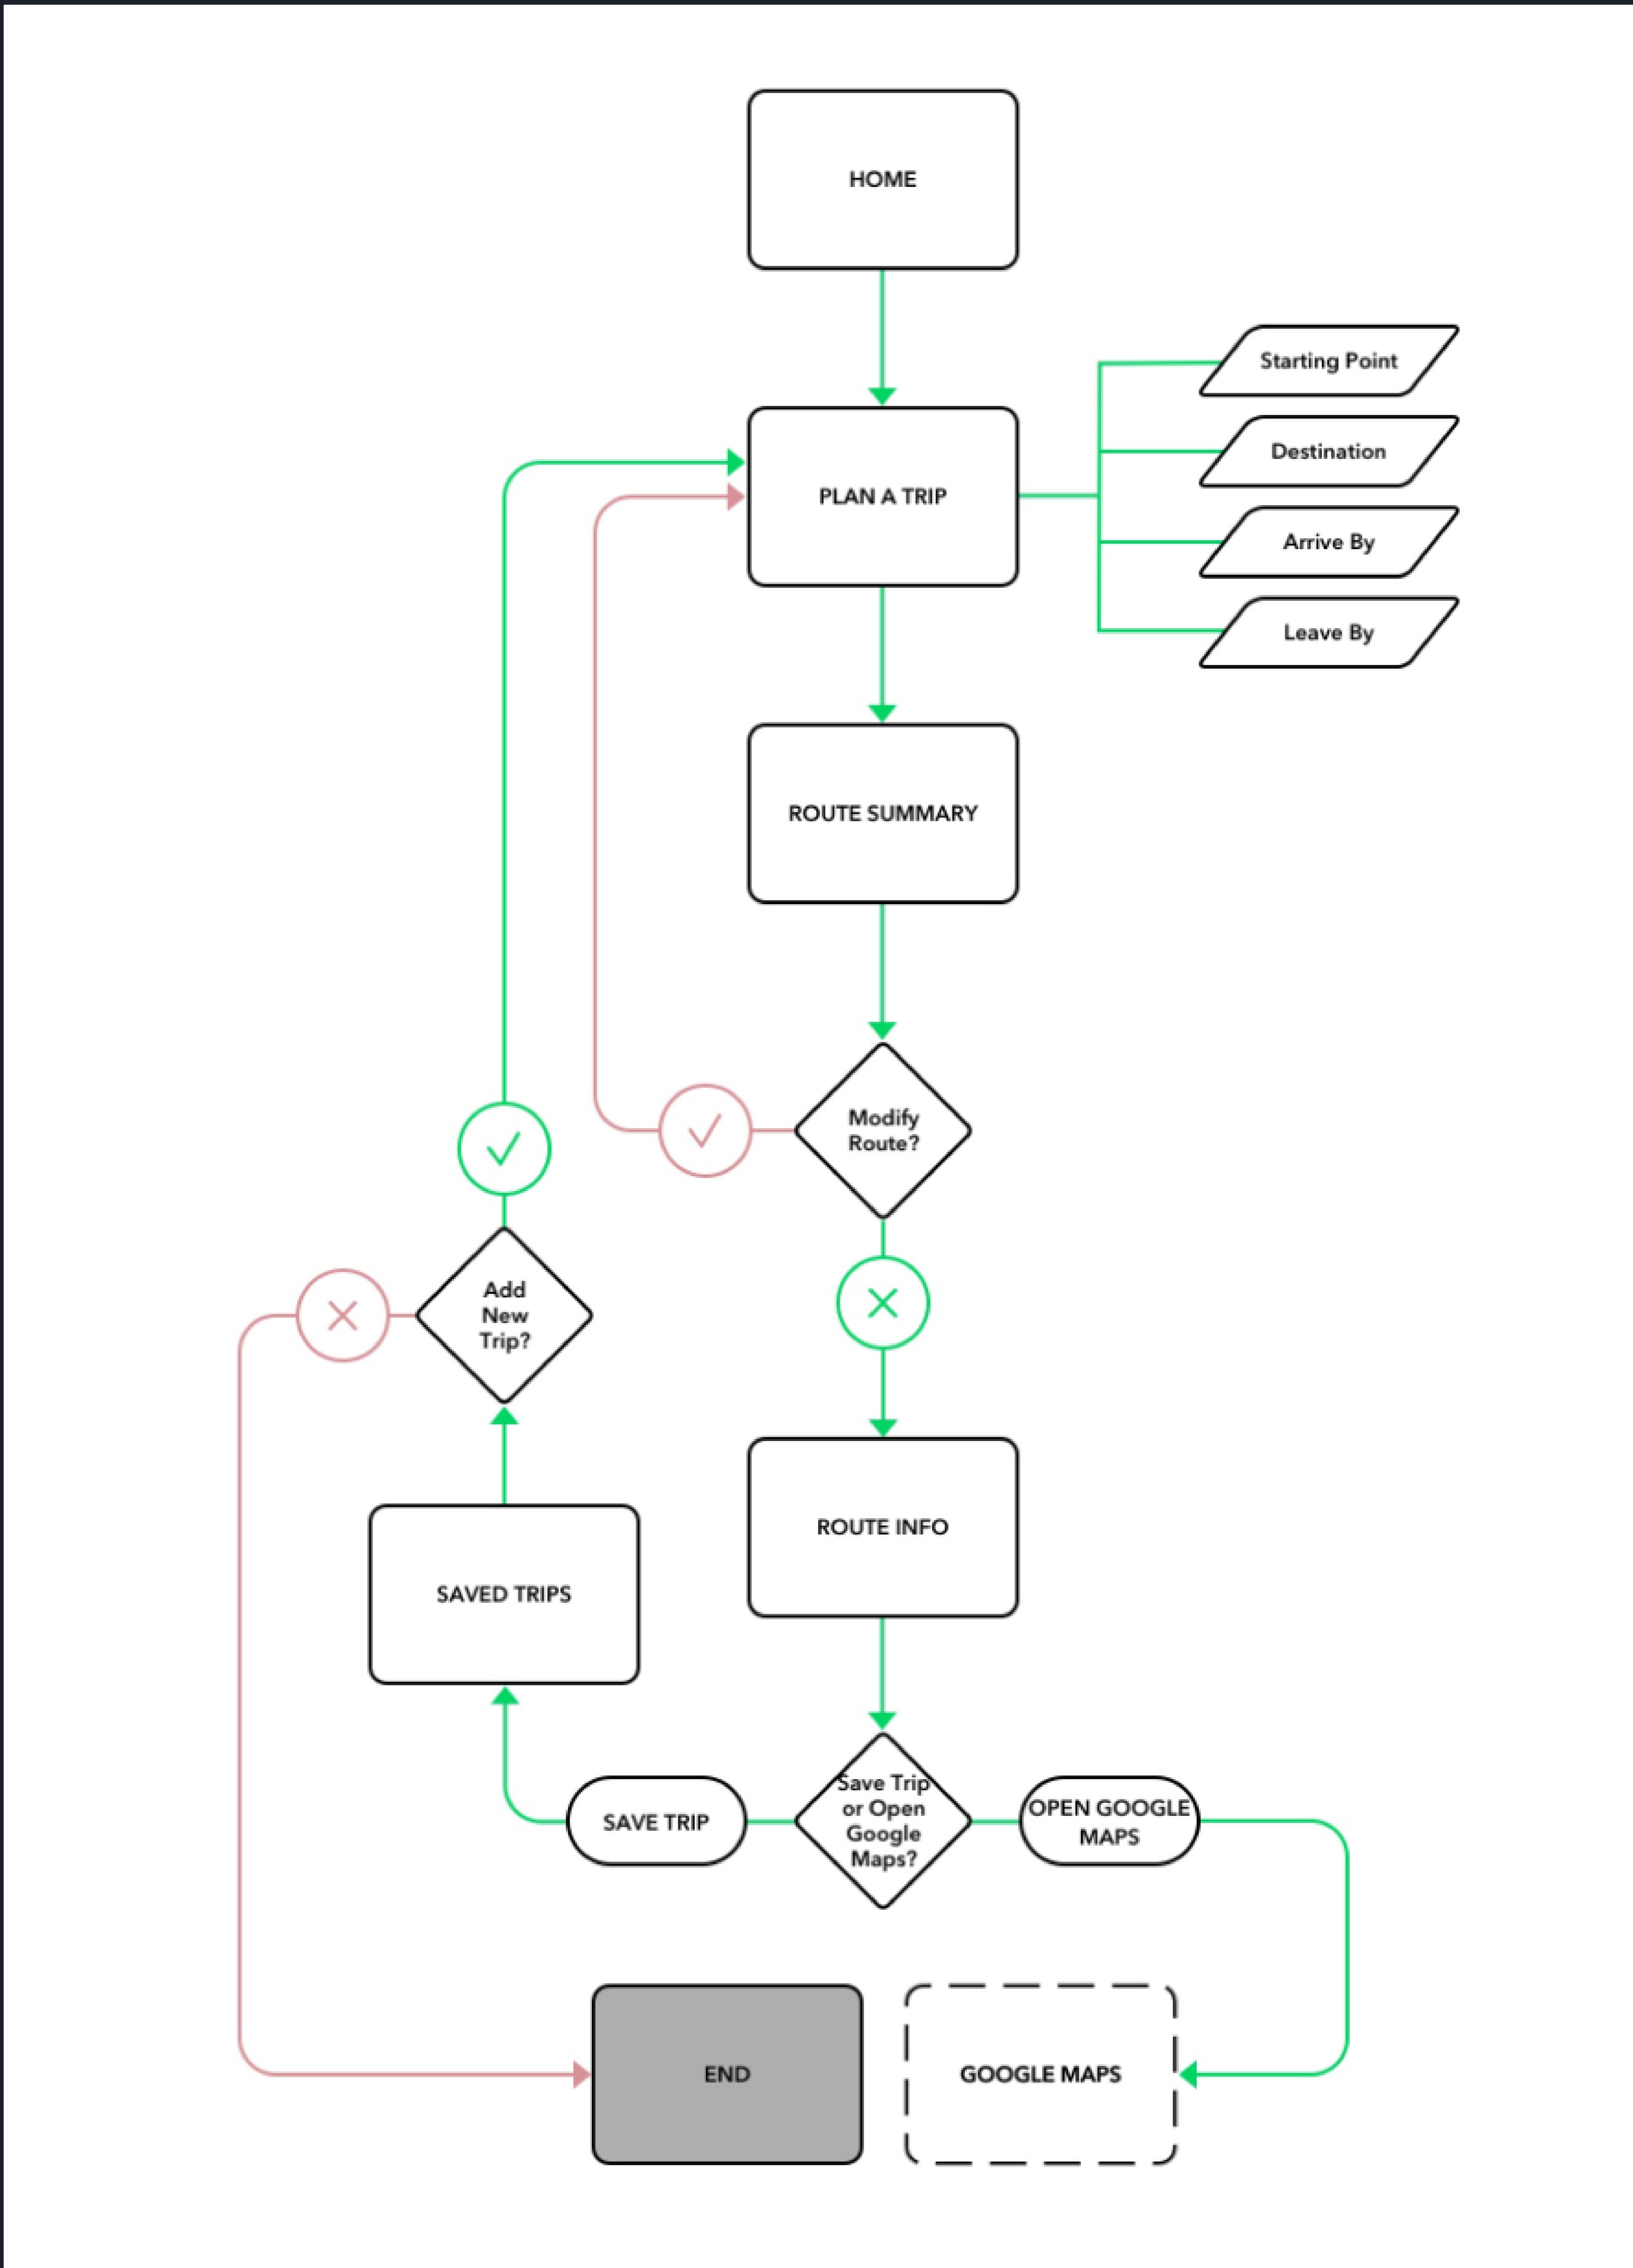 HOME
Starting Point
Destination
PLAN A TRIP
Arrive By
Leave By
ROUTE SUMMARY
Modify
Route?
Add
New
Trip?
ROUTE INFO
SAVED TRIPS
Save Trip
or Open
Google
Maps?
SAVE TRIP
OPEN GOOGLE
MAPS
END
GOOGLE MAPS